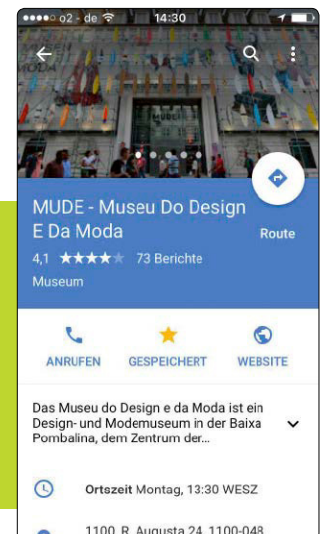 o2 - de 14:30
MUDE
MUDE - Museu Do Design
E Da Moda
Route
4,1 ★★★★★ 73 Berichte
Museum
ANRUFEN GESPEICHERT WEBSITE
Das Museu do Design e da Moda ist ein
Design- und Modemuseum in der Baixa
Pombalina, dem Zentrum der...
Ortszeit Montag, 13:30 WESZ
1100, R. Augusta 24, 1100-048